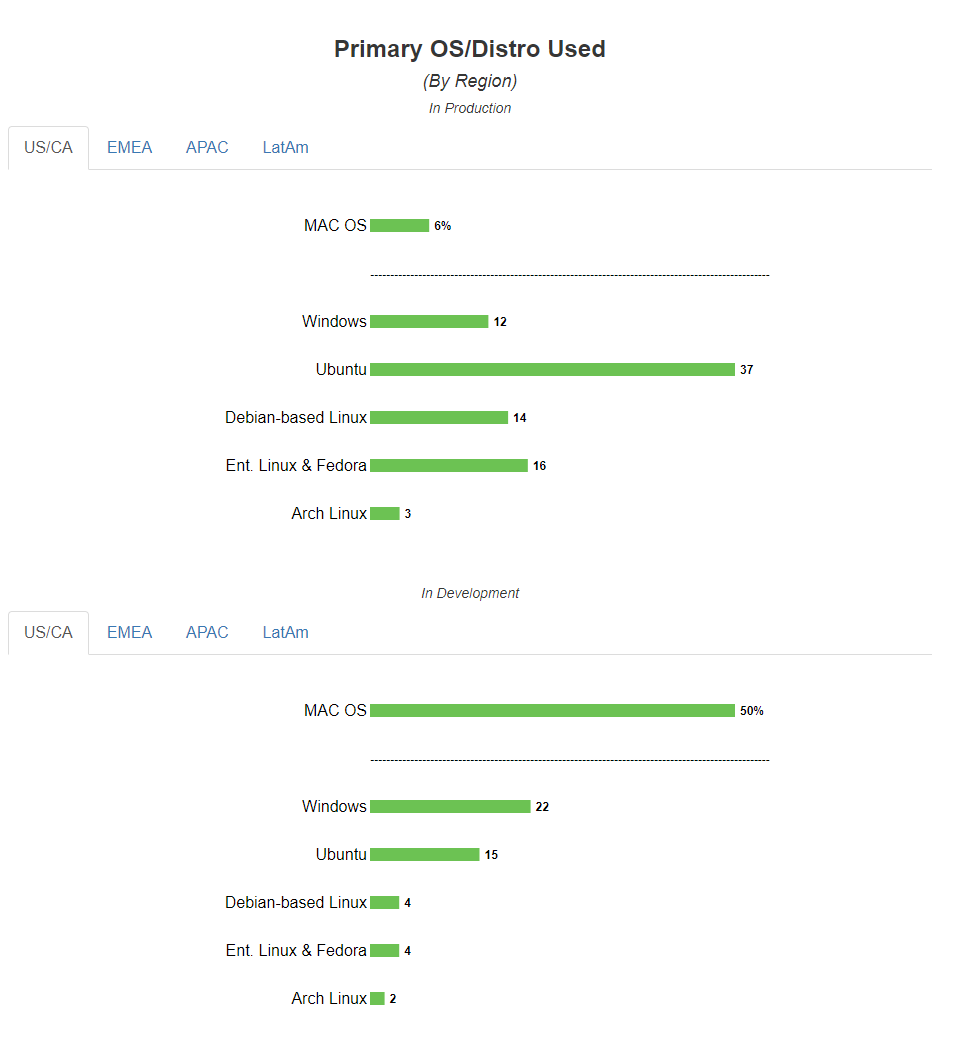 Primary OS/Distro Used
(By Region)
In Production
US/CA EMEA APAC LatAm
MAC OS 6%
----------------------------------------------------------------------------------------------------
Windows 12
Ubuntu 37
Debian-based Linux 14
Ent. Linux & Fedora 16
Arch Linux 3
In Development
US/CA EMEA APAC LatAm
MAC OS 50%
----------------------------------------------------------------------------------------------------
Windows 22
Ubuntu 15
Debian-based Linux 4
Ent. Linux & Fedora 4
Arch Linux 2